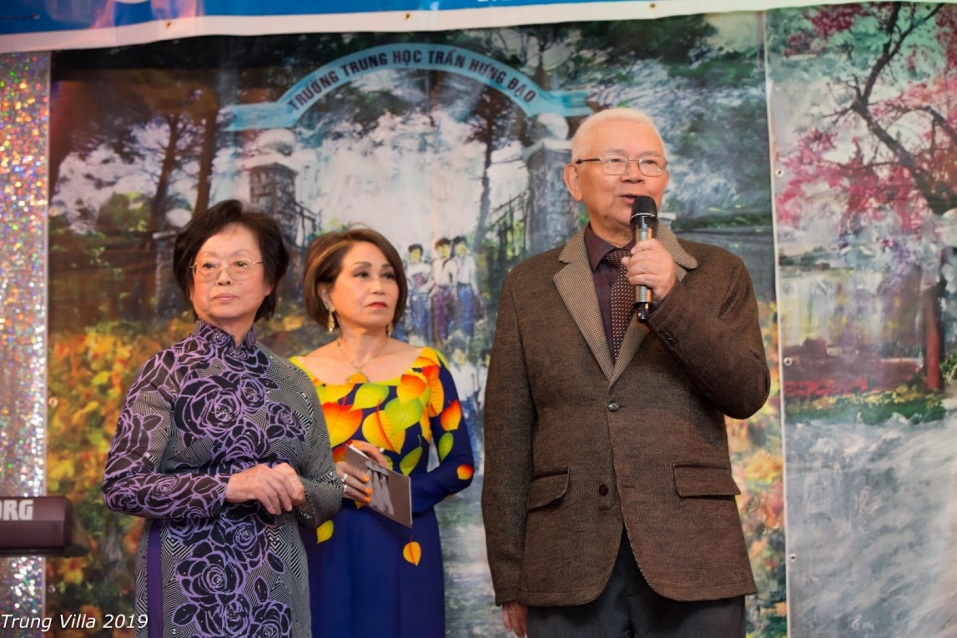 TRƯỜNG TRUNG HỌC TRẦN HƯNG ĐẠO
ORG
Trung Villa 2019